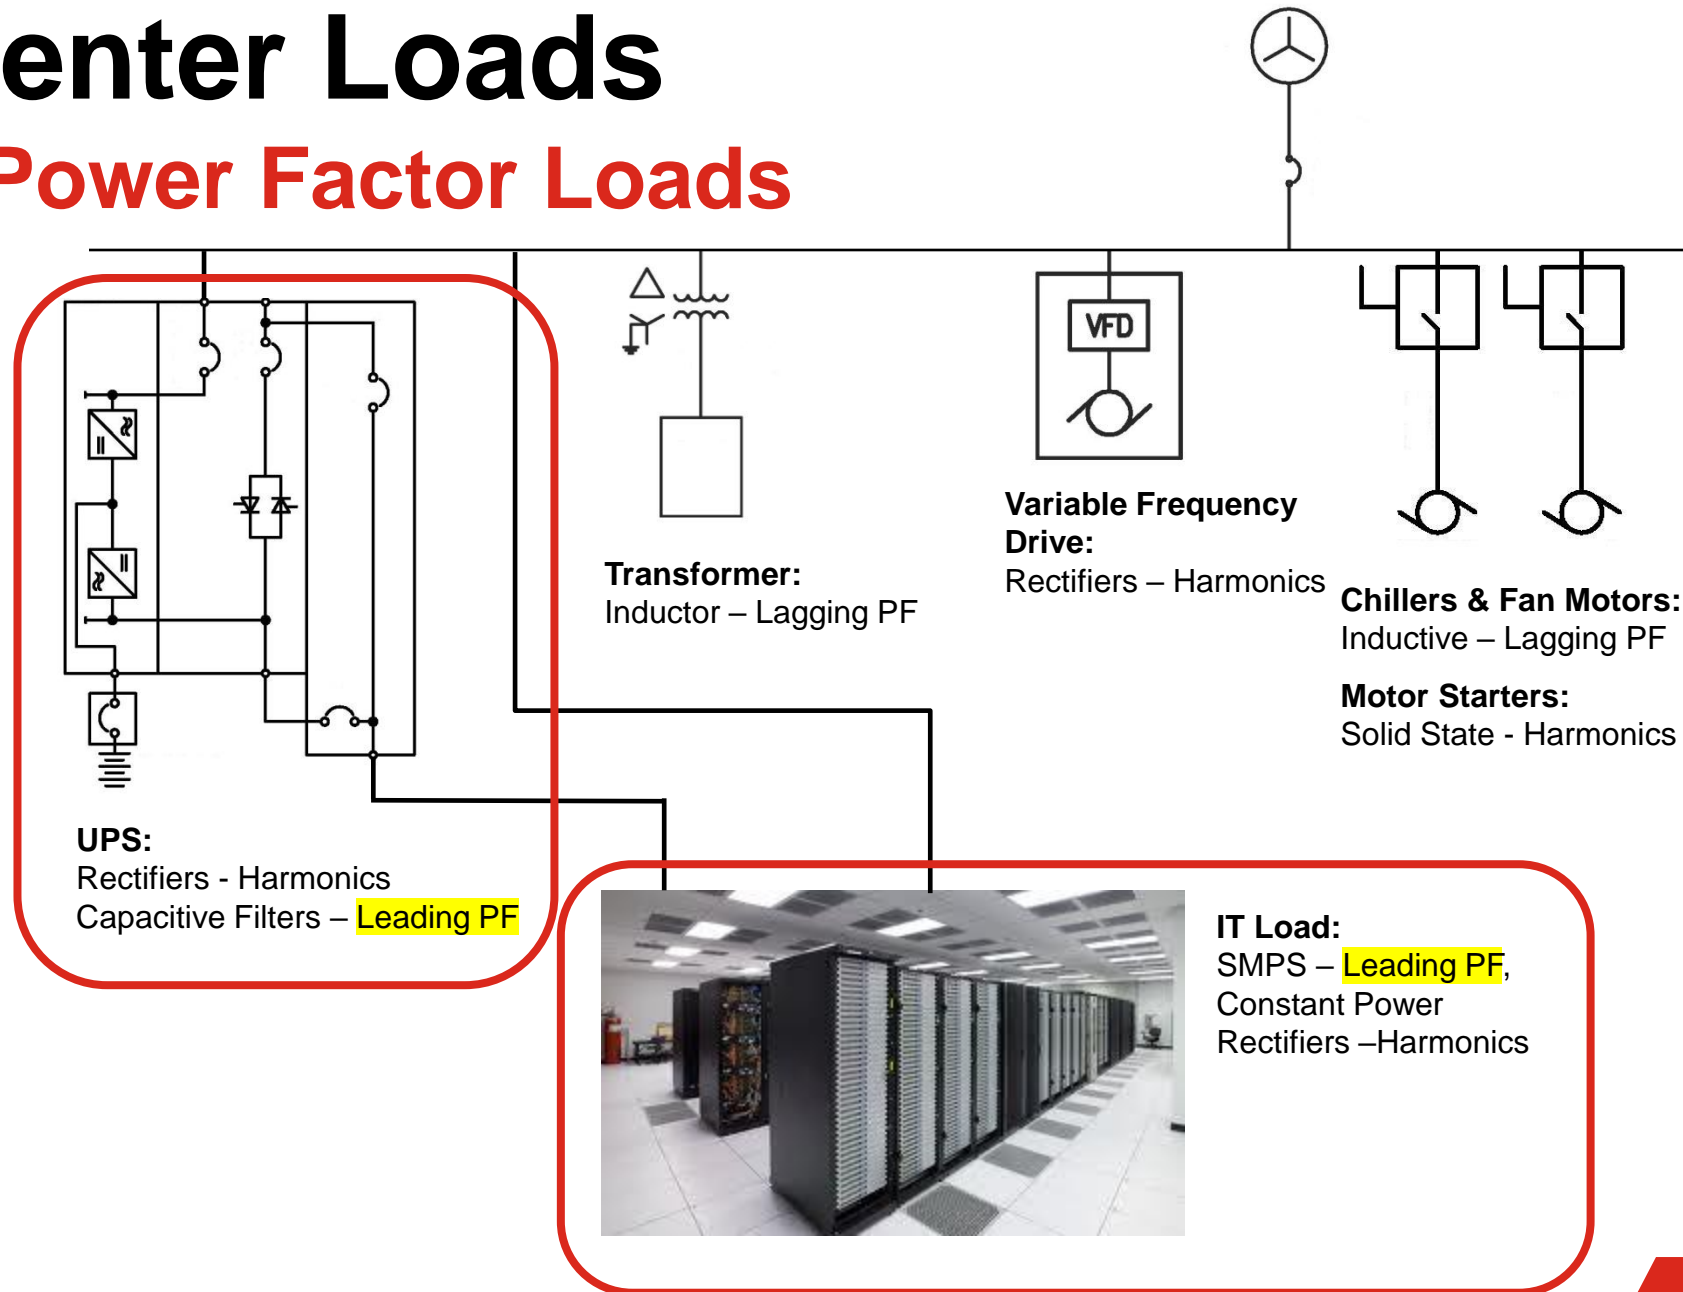 enter Loads
Power Factor Loads
VFD
Variable Frequency
Drive:
Rectifiers – Harmonics
Transformer:
Inductor – Lagging PF
Chillers & Fan Motors:
Inductive – Lagging PF
Motor Starters:
Solid State - Harmonics
UPS:
Rectifiers - Harmonics
Capacitive Filters – Leading PF
IT Load:
SMPS – Leading PF,
Constant Power
Rectifiers –Harmonics